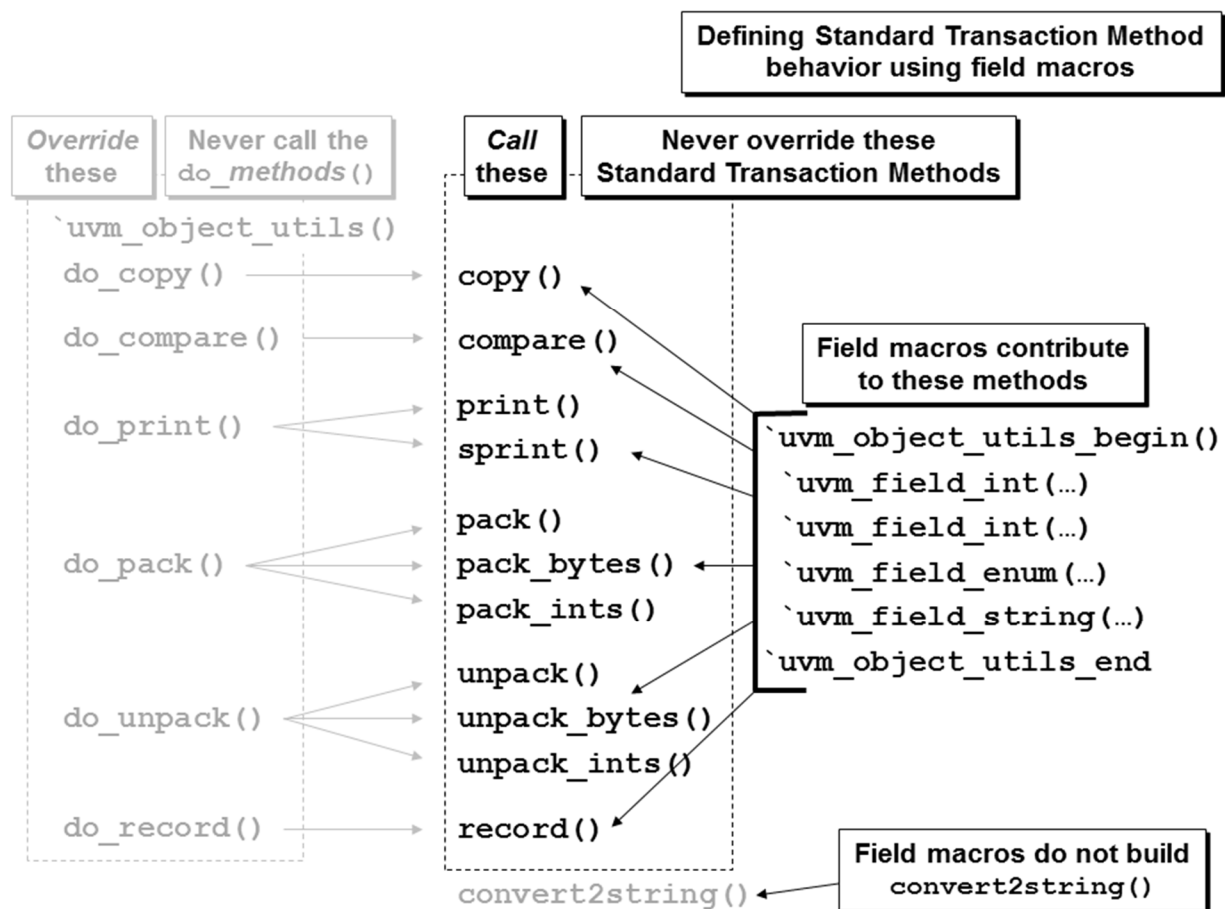 Defining Standard Transaction Method
behavior using field macros
Override
these
Never call the
do_methods()
Call
these
Never override these
Standard Transaction Methods
`uvm_object_utils()
do_copy()
copy()
do_compare()
compare()
Field macros contribute
to these methods
do_print()
print()
sprint()
`uvm_object_utils_begin()
`uvm_field_int(…)
`uvm_field_int(…)
`uvm_field_enum(…)
`uvm_field_string(…)
`uvm_object_utils_end
do_pack()
pack()
pack_bytes()
pack_ints()
do_unpack()
unpack()
unpack_bytes()
unpack_ints()
do_record()
record()
convert2string()
Field macros do not build
convert2string()